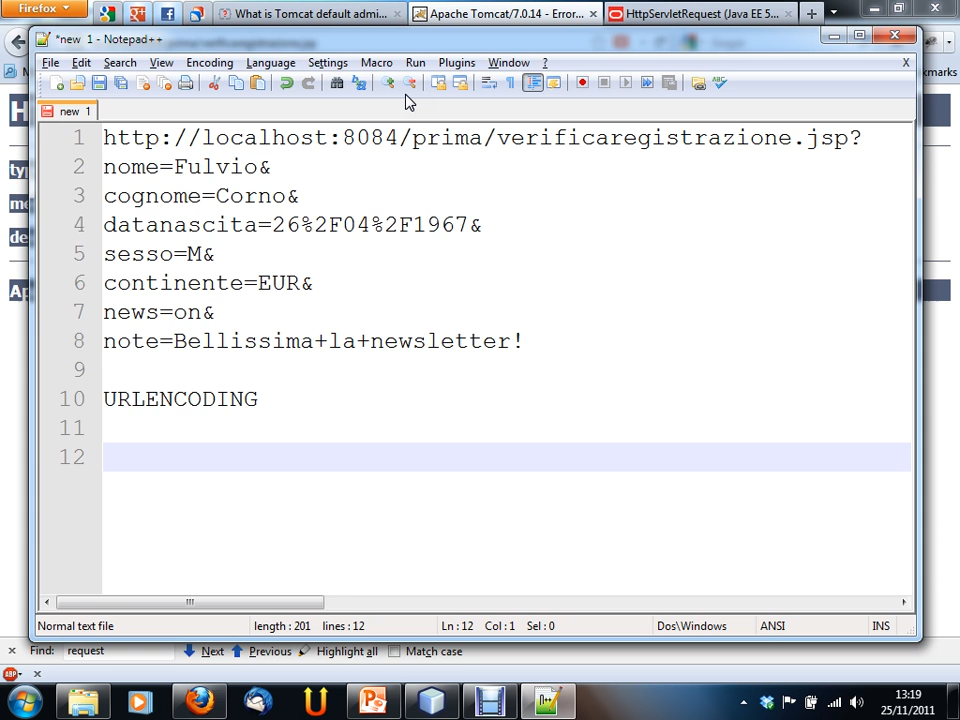 Firefox
What is Tomcat default admi...
Apache Tomcat/7.0.14 - Error...
HttpServletRequest (Java EE 5...
*new 1 - Notepad++
kmarks
File Edit Search View Encoding Language Settings Macro Run Plugins Window ? X
new 1
1 http://localhost:8084/prima/verificaregistrazione.jsp?
2 nome=Fulvio&
3 cognome=Corno&
4 datanascita=26%2F04%2F1967&
5 sesso=M&
6 continente=EUR&
7 news=on&
8 note=Bellissima+la+newsletter!
9
10 URLENCODING
11
12
Normal text file length : 201 lines : 12 Ln : 12 Col : 1 Sel : 0 Dos\Windows ANSI INS
Find: request Next Previous Highlight all Match case
ABP
13:19
25/11/2011